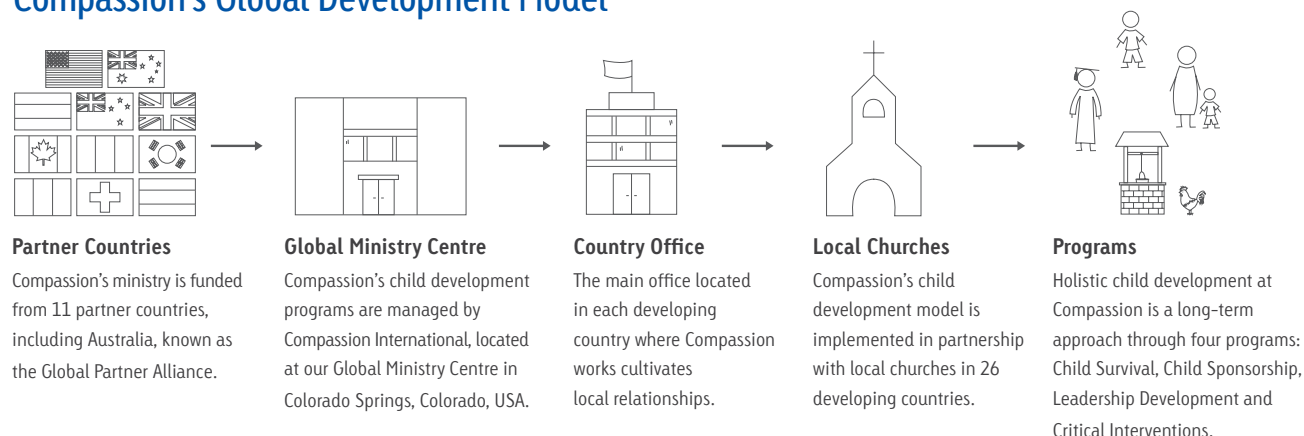 Compassion's Global Development Model
Partner Countries
Compassion's ministry is funded
from 11 partner countries,
including Australia, known as
the Global Partner Alliance.
Global Ministry Centre
Compassion's child development
programs are managed by
Compassion International, located
at our Global Ministry Centre in
Colorado Springs, Colorado, USA.
Country Office
The main office located
in each developing
country where Compassion
works cultivates
local relationships.
Local Churches
Compassion's child
development model is
implemented in partnership
with local churches in 26
developing countries.
Programs
Holistic child development at
Compassion is a long-term
approach through four programs:
Child Survival, Child Sponsorship,
Leadership Development and
Critical Interventions.